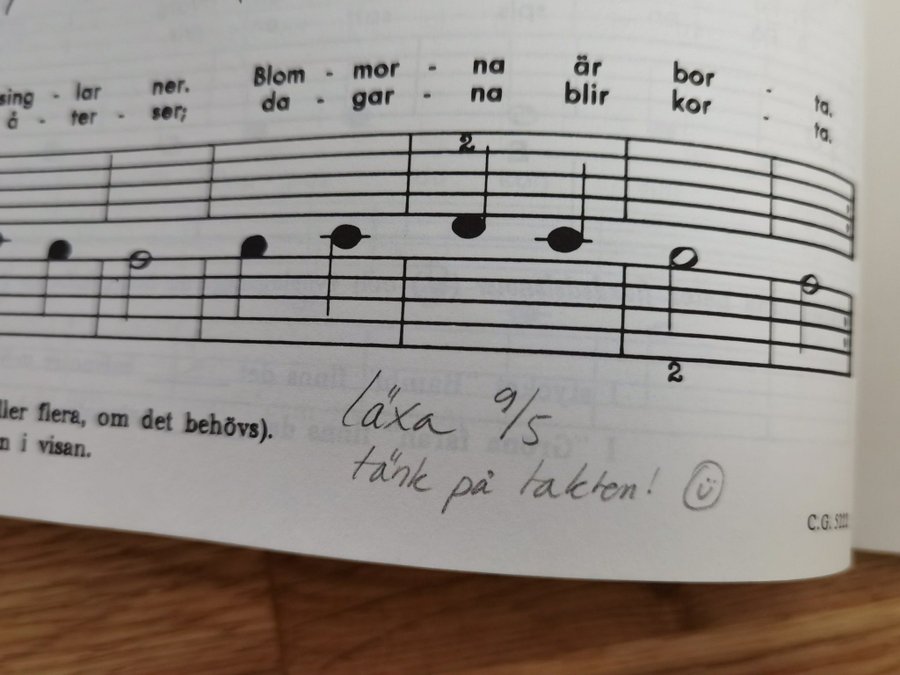 sing - lar ner. Blom - mor - na är bor - ta.
å - ter - ser; da - gar - na blir kor - ta.
2
2
ller flera, om det behövs).
n i visan.
läxa 9/5
tänk på takten!
C.G.